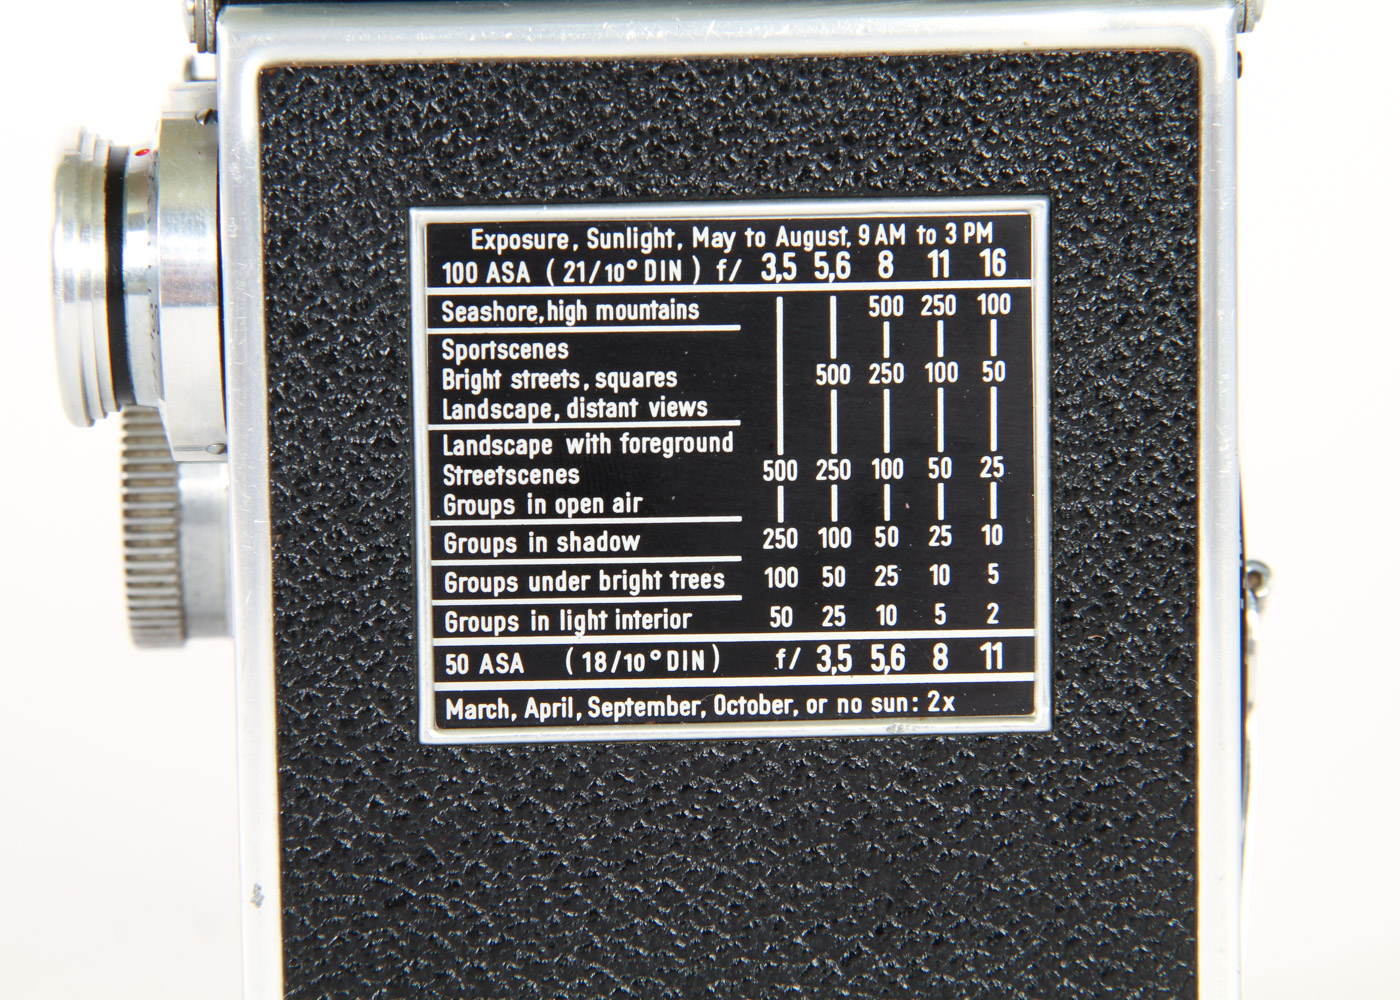 Exposure, Sunlight, May to August, 9 AM to 3 PM
100 ASA (21/10° DIN) f/ 3,5 5,6 8 11 16
Seashore, high mountains 500 250 100
Sportscenes
Bright streets, squares 500 250 100 50
Landscape, distant views
Landscape with foreground
Streetscenes 500 250 100 50 25
Groups in open air
Groups in shadow 250 100 50 25 10
Groups under bright trees 100 50 25 10 5
Groups in light interior 50 25 10 5 2
50 ASA (18/10° DIN) f/ 3,5 5,6 8 11
March, April, September, October, or no sun: 2x